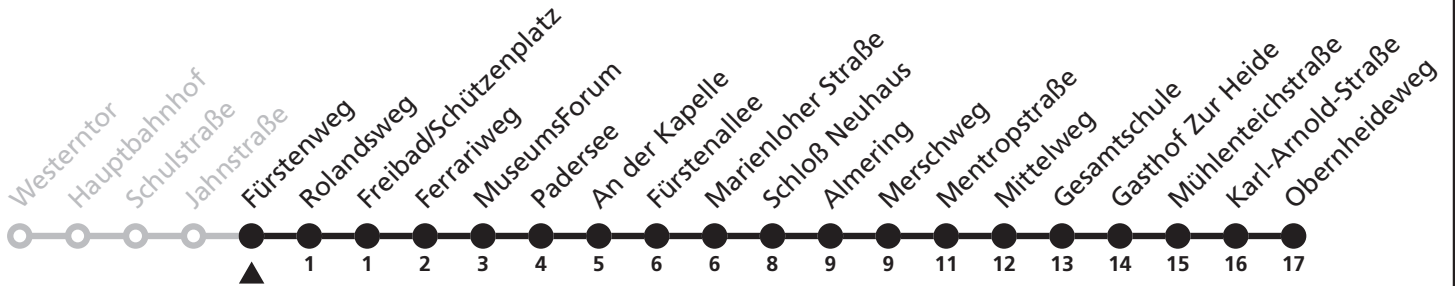 Westerntor
Hauptbahnhof
Schulstraße
Jahnstraße
Fürstenweg
Rolandsweg
Freibad/Schützenplatz
Ferrariweg
MuseumsForum
Padersee
An der Kapelle
Fürstenallee
Marienloher Straße
Schloß Neuhaus
Almering
Merschweg
Mentropstraße
Mittelweg
Gesamtschule
Gasthof Zur Heide
Mühlenteichstraße
Karl-Arnold-Straße
Obernheideweg
1 1 2 3 4 5 6 6 8 9 9 11 12 13 14 15 16 17